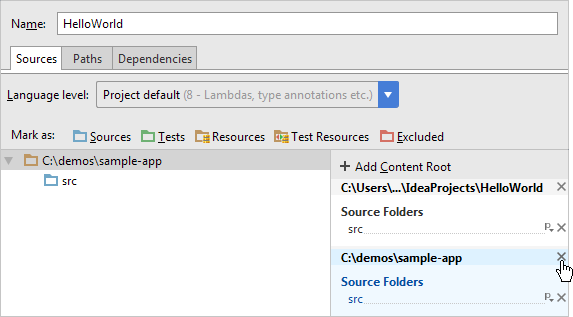 Name: HelloWorld
Sources Paths Dependencies
Language level: Project default (8 - Lambdas, type annotations etc.)
Mark as: Sources Tests Resources Test Resources Excluded
C:\demos\sample-app
src
+ Add Content Root
C:\Users\...\IdeaProjects\HelloWorld
Source Folders
src P
C:\demos\sample-app
Source Folders
src P